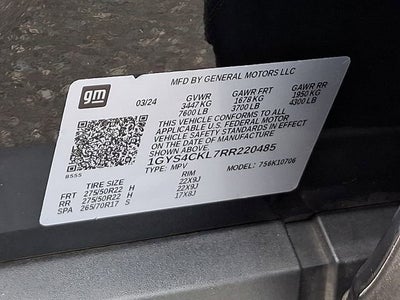 gm
MFD BY GENERAL MOTORS LLC
03/24 GVWR GAWR FRT GAWR RR
3447 KG 1678 KG 1950 KG
7600 LB 3700 LB 4300 LB
THIS VEHICLE CONFORMS TO ALL
APPLICABLE U.S. FEDERAL MOTOR
VEHICLE SAFETY STANDARDS IN EFFECT
ON THE DATE OF MANUFACTURE
SHOWN ABOVE.
1GYS4CKL7RR220485
8555 TYPE: MPV MODEL: 756K10706
TIRE SIZE RIM
FRT 275/50R22 H 22X9J
RR 275/50R22 H 22X9J
SPA 265/70R17 S 17X8J